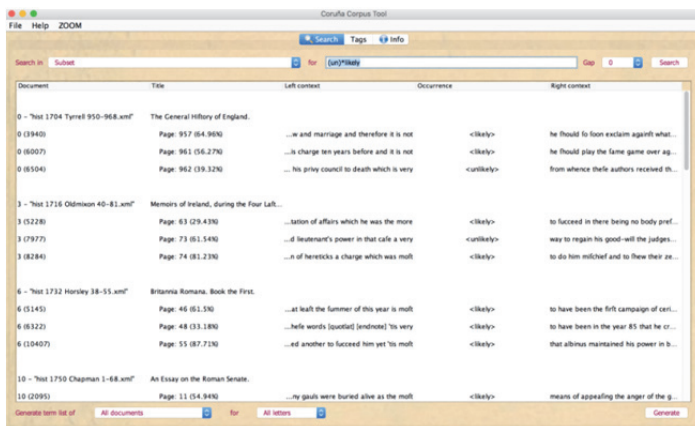 Coruña Corpus Tool
File Help ZOOM
Search Tags Info
Search in Subset for (un)*likely Gap 0 Search
Document Title Left context Occurrence Right context
0 - "hist 1704 Tyrrell 950-968.xml" The General Hiftory of England.
0 (3940) Page: 957 (64.96%) ...w and marriage and therefore it is not <likely> he fhould fo foon exclaim againft what...
0 (6007) Page: 961 (56.27%) ...is charge ten years before and it is not <likely> he fhould play the fame game over ag...
0 (6504) Page: 962 (39.32%) ... his privy council to death which is very <unlikely> from whence thefe authors received th...
3 - "hist 1716 Oldmixon 40-81.xml" Memoirs of Ireland, during the Four Laft...
3 (5228) Page: 63 (29.43%) ...tation of affairs which he was the more <likely> to fucceed in there being no body pref...
3 (7977) Page: 73 (61.54%) ...d lieutenant's power in that cafe a very <unlikely> way to regain his good-will the judges...
3 (8284) Page: 74 (81.23%) ...n of hereticks a charge which was moft <likely> to do him milchief and to fhew their ze...
6 - "hist 1732 Horsley 38-55.xml" Britannia Romana. Book the First.
6 (5145) Page: 46 (61.5%) ...at leaft the fummer of this year is moft <likely> to have been the firft campaign of ceri...
6 (6322) Page: 48 (33.18%) ...hefe words [quotlat] [endnote] 'tis very <likely> to have been in the year 85 that he cr...
6 (10407) Page: 55 (87.71%) ...ed another to fucceed him yet 'tis moft <likely> that albinus maintained his power in b...
10 - "hist 1750 Chapman 1-68.xml" An Essay on the Roman Senate.
10 (2095) Page: 11 (54.94%) ...ny gauls were buried alive as the moft <likely> means of appealing the anger of the g...
Generate term list of All documents for All letters Generate